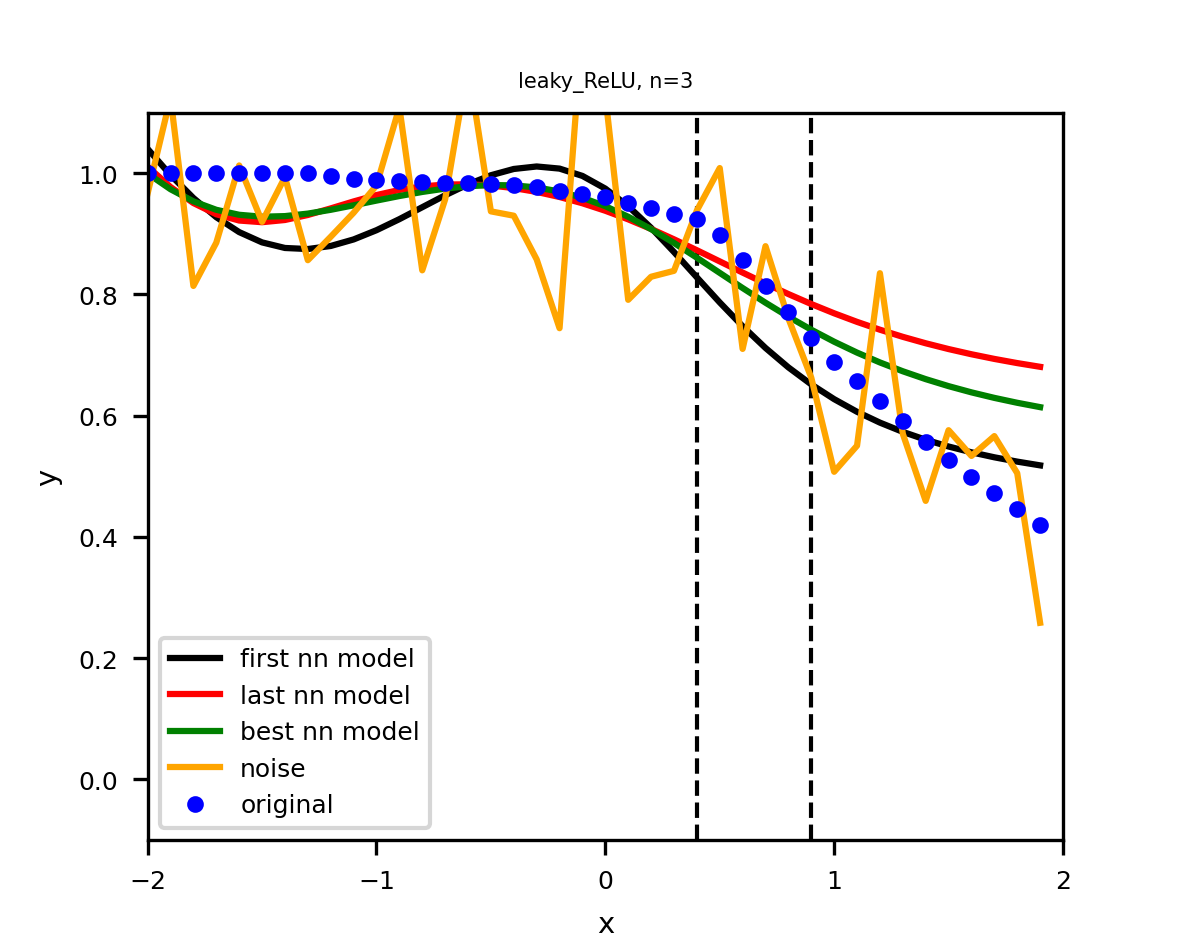 leaky_ReLU, n=3
y
1.0
0.8
0.6
0.4
0.2
0.0
first nn model
last nn model
best nn model
noise
original
−2 −1 0 1 2
x